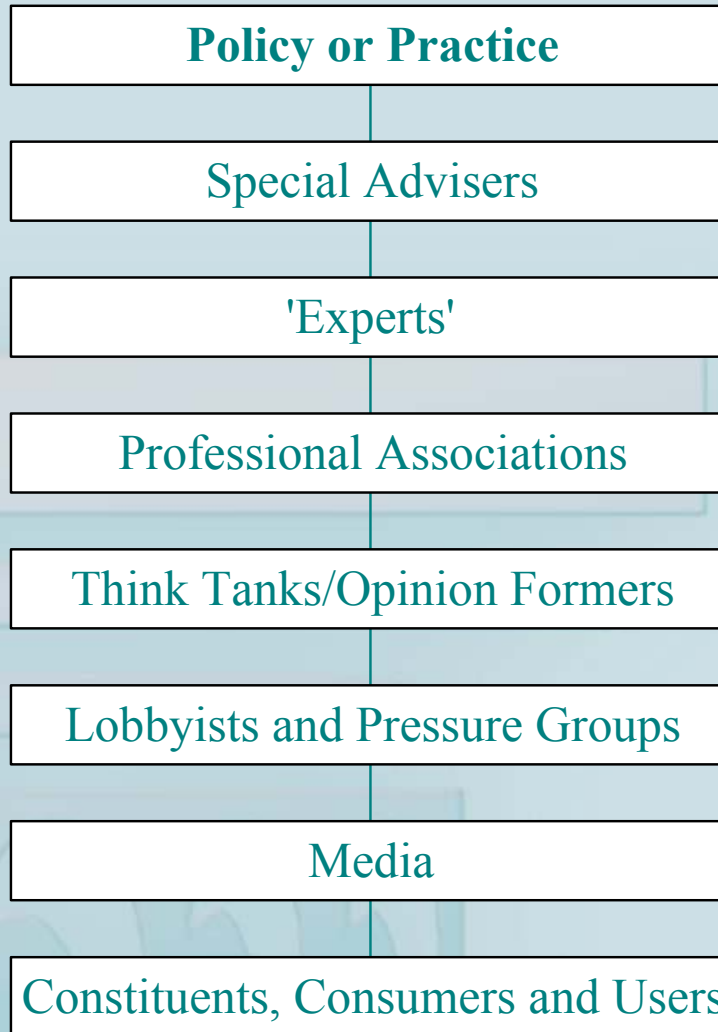 Policy or Practice
Special Advisers
'Experts'
Professional Associations
Think Tanks/Opinion Formers
Lobbyists and Pressure Groups
Media
Constituents, Consumers and Users